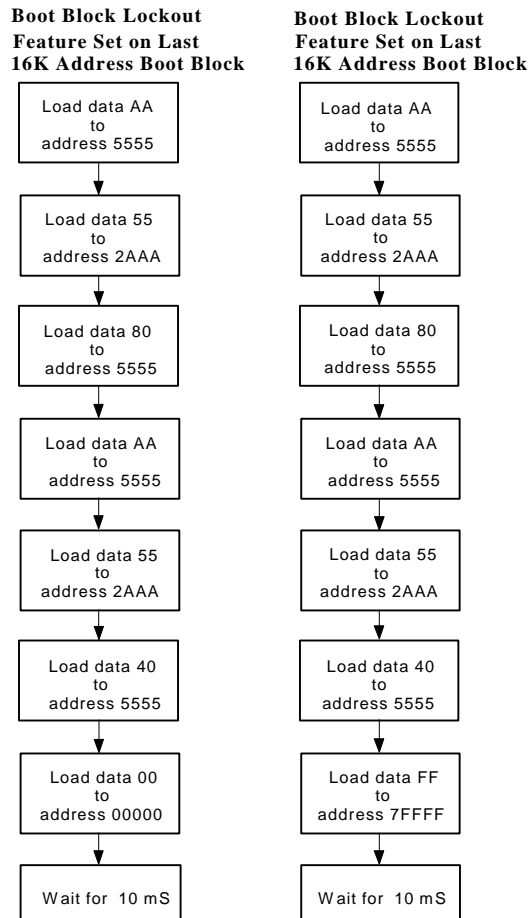 Boot Block Lockout
Feature Set on Last
16K Address Boot Block
Load data AA
to
address 5555
Load data 55
to
address 2AAA
Load data 80
to
address 5555
Load data AA
to
address 5555
Load data 55
to
address 2AAA
Load data 40
to
address 5555
Load data 00
to
address 00000
Wait for 10 mS
Boot Block Lockout
Feature Set on Last
16K Address Boot Block
Load data AA
to
address 5555
Load data 55
to
address 2AAA
Load data 80
to
address 5555
Load data AA
to
address 5555
Load data 55
to
address 2AAA
Load data 40
to
address 5555
Load data FF
to
address 7FFFF
Wait for 10 mS